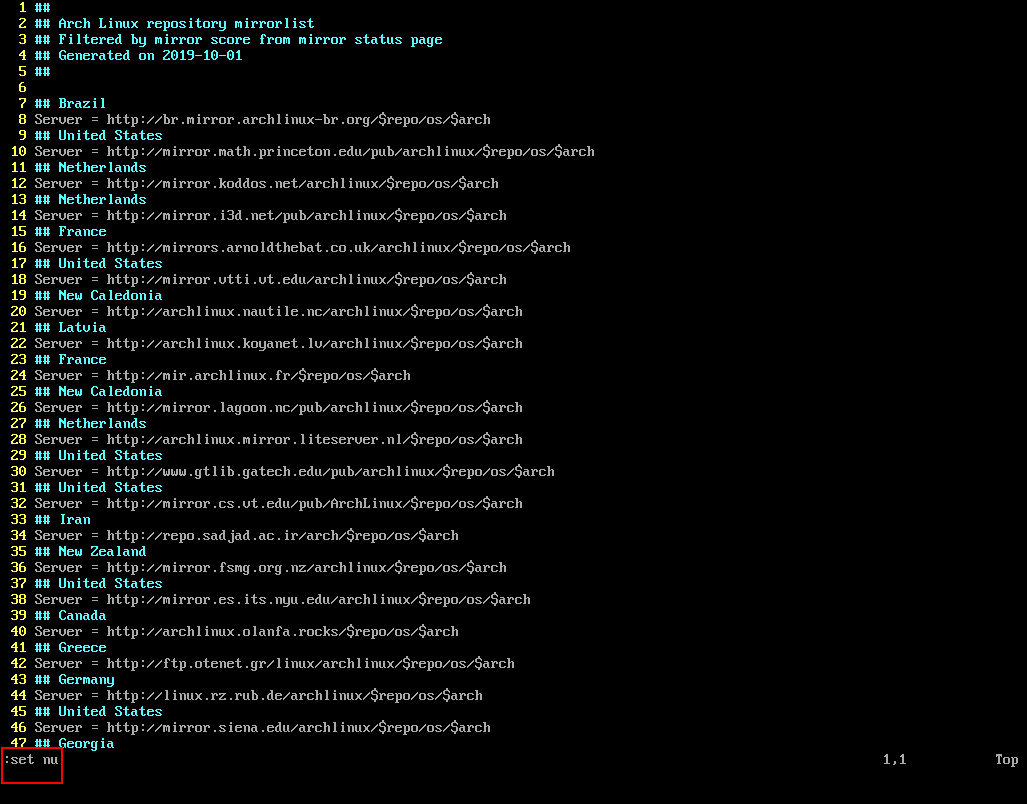 1 ##
2 ## Arch Linux repository mirrorlist
3 ## Filtered by mirror score from mirror status page
4 ## Generated on 2019-10-01
5 ##
6
7 ## Brazil
8 Server = http://br.mirror.archlinux-br.org/$repo/os/$arch
9 ## United States
10 Server = http://mirror.math.princeton.edu/pub/archlinux/$repo/os/$arch
11 ## Netherlands
12 Server = http://mirror.koddos.net/archlinux/$repo/os/$arch
13 ## Netherlands
14 Server = http://mirror.i3d.net/pub/archlinux/$repo/os/$arch
15 ## France
16 Server = http://mirrors.arnoldthebat.co.uk/archlinux/$repo/os/$arch
17 ## United States
18 Server = http://mirror.vtti.vt.edu/archlinux/$repo/os/$arch
19 ## New Caledonia
20 Server = http://archlinux.nautile.nc/archlinux/$repo/os/$arch
21 ## Latvia
22 Server = http://archlinux.koyanet.lv/archlinux/$repo/os/$arch
23 ## France
24 Server = http://mir.archlinux.fr/$repo/os/$arch
25 ## New Caledonia
26 Server = http://mirror.lagoon.nc/pub/archlinux/$repo/os/$arch
27 ## Netherlands
28 Server = http://archlinux.mirror.liteserver.nl/$repo/os/$arch
29 ## United States
30 Server = http://www.gtlib.gatech.edu/pub/archlinux/$repo/os/$arch
31 ## United States
32 Server = http://mirror.cs.vt.edu/pub/ArchLinux/$repo/os/$arch
33 ## Iran
34 Server = http://repo.sadjad.ac.ir/arch/$repo/os/$arch
35 ## New Zealand
36 Server = http://mirror.fsmg.org.nz/archlinux/$repo/os/$arch
37 ## United States
38 Server = http://mirror.es.its.nyu.edu/archlinux/$repo/os/$arch
39 ## Canada
40 Server = http://archlinux.olanfa.rocks/$repo/os/$arch
41 ## Greece
42 Server = http://ftp.otenet.gr/linux/archlinux/$repo/os/$arch
43 ## Germany
44 Server = http://linux.rz.rub.de/archlinux/$repo/os/$arch
45 ## United States
46 Server = http://mirror.siena.edu/archlinux/$repo/os/$arch
47 ## Georgia
:set nu 1,1 Top